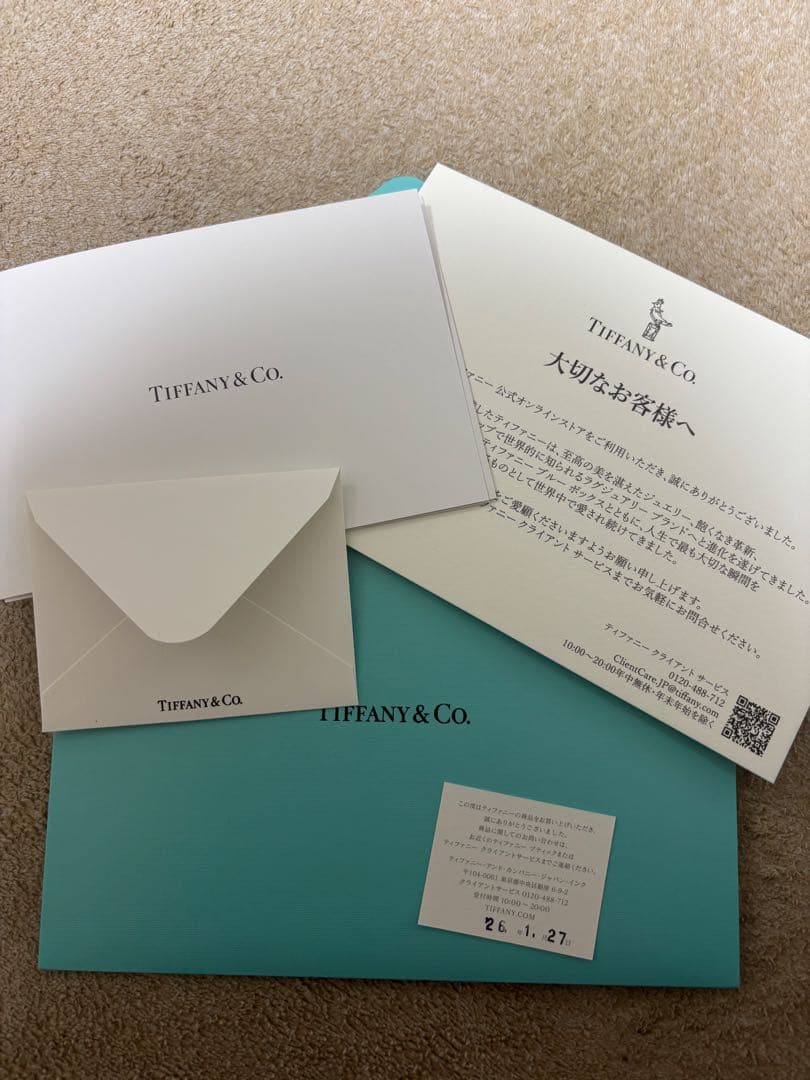 TIFFANY & CO.
TIFFANY & CO.
大切なお客様へ
ァニー 公式オンラインストアをご利用いただき、誠にありがとうございました。
したティファニーは、至高の美を湛えたジュエリー、飽くなき革新、
ップで世界的に知られるラグジュアリー ブランドへと進化を遂げてきました。
ティファニー ブルー ボックスとともに、人生で最も大切な瞬間を
ものとして世界中で愛され続けてきました。
をご愛顧くださいますようお願い申し上げます。
ァニー クライアント サービスまでお気軽にお問合せください。
ティファニー クライアント サービス
0120-488-712
ClientCare.JP@tiffany.com
10:00～20:00年中無休・年末年始を除く
TIFFANY & CO.
TIFFANY & CO.
この度はティファニーの商品をお買い上げいただき、
誠にありがとうございました。
商品に関してのお問い合わせは、
お近くのティファニー ブティックまたは
ティファニー クライアントサービスまでご連絡ください。
ティファニー・アンド・カンパニー・ジャパン・インク
〒104-0061 東京都中央区銀座 6-9-2
クライアントサービス 0120-488-712
受付時間 10:00～20:00
TIFFANY.COM
26 年 1 月 27日